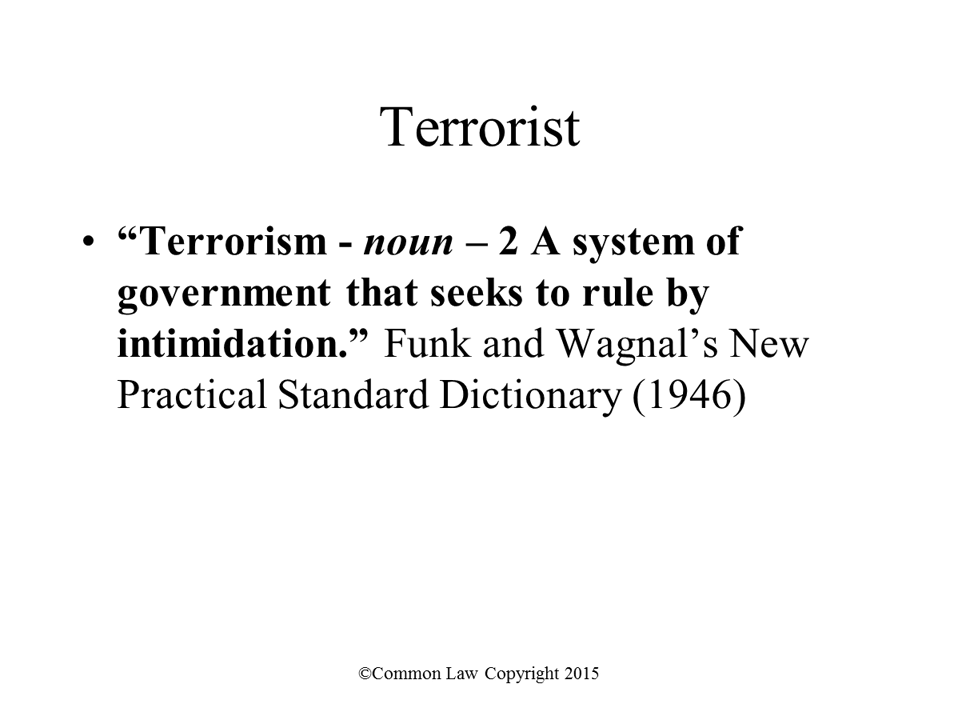 Terrorist
• “Terrorism - noun – 2 A system of
government that seeks to rule by
intimidation.” Funk and Wagnal’s New
Practical Standard Dictionary (1946)
©Common Law Copyright 2015